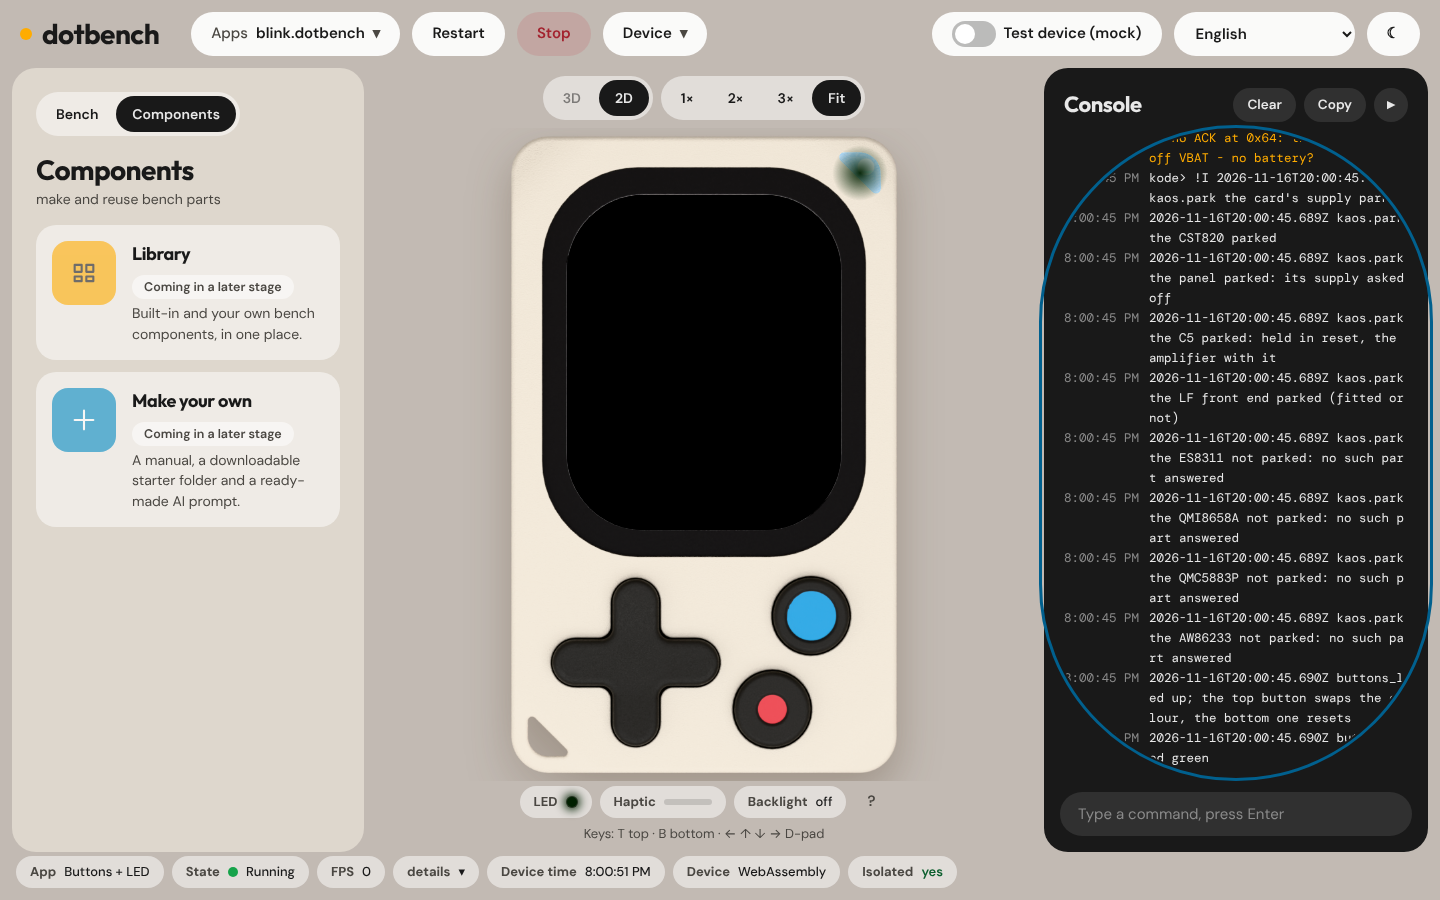 dotbench
Apps blink.dotbench ▾
Restart
Stop
Device ▾
Test device (mock)
English
Bench
Components
Components
make and reuse bench parts
Library
Coming in a later stage
Built-in and your own bench
components, in one place.
Make your own
Coming in a later stage
A manual, a downloadable
starter folder and a ready-
made AI prompt.
3D
2D
1×
2×
3×
Fit
LED
Haptic
Backlight off
?
Keys: T top · B bottom · ← ↑ ↓ → D-pad
Console
Clear
Copy
ACK at 0x64:
off VBAT - no battery?
PM kode> !I 2026-11-16T20:00:45.
kaos.park the card's supply
:00:45 PM 2026-11-16T20:00:45.689Z kaos.park
the CST820 parked
8:00:45 PM 2026-11-16T20:00:45.689Z kaos.park
the panel parked: its supply asked
off
8:00:45 PM 2026-11-16T20:00:45.689Z kaos.park
the C5 parked: held in reset, the
amplifier with it
8:00:45 PM 2026-11-16T20:00:45.689Z kaos.park
the LF front end parked (fitted or
not)
8:00:45 PM 2026-11-16T20:00:45.689Z kaos.park
the ES8311 not parked: no such par
t answered
8:00:45 PM 2026-11-16T20:00:45.689Z kaos.park
the QMI8658A not parked: no such p
art answered
8:00:45 PM 2026-11-16T20:00:45.689Z kaos.park
the QMC5883P not parked: no such p
art answered
8:00:45 PM 2026-11-16T20:00:45.689Z kaos.park
the AW86233 not parked: no such pa
rt answered
8:00:45 PM 2026-11-16T20:00:45.690Z buttons_l
ed up; the top button swaps the
lour, the bottom one resets
PM 2026-11-16T20:00:45.690Z
green
Type a command, press Enter
App Buttons + LED
State Running
FPS 0
details ▾
Device time 8:00:51 PM
Device WebAssembly
Isolated yes